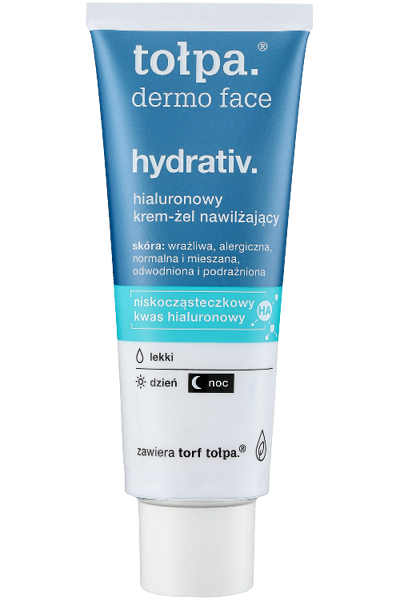 tołpa.®
dermo face
hydrativ.
hialuronowy
krem-żel nawilżający
skóra: wrażliwa, alergiczna,
normalna i mieszana,
odwodniona i podrażniona
niskocząsteczkowy
kwas hialuronowy
HA
lekki
dzień noc
zawiera torf tołpa.®